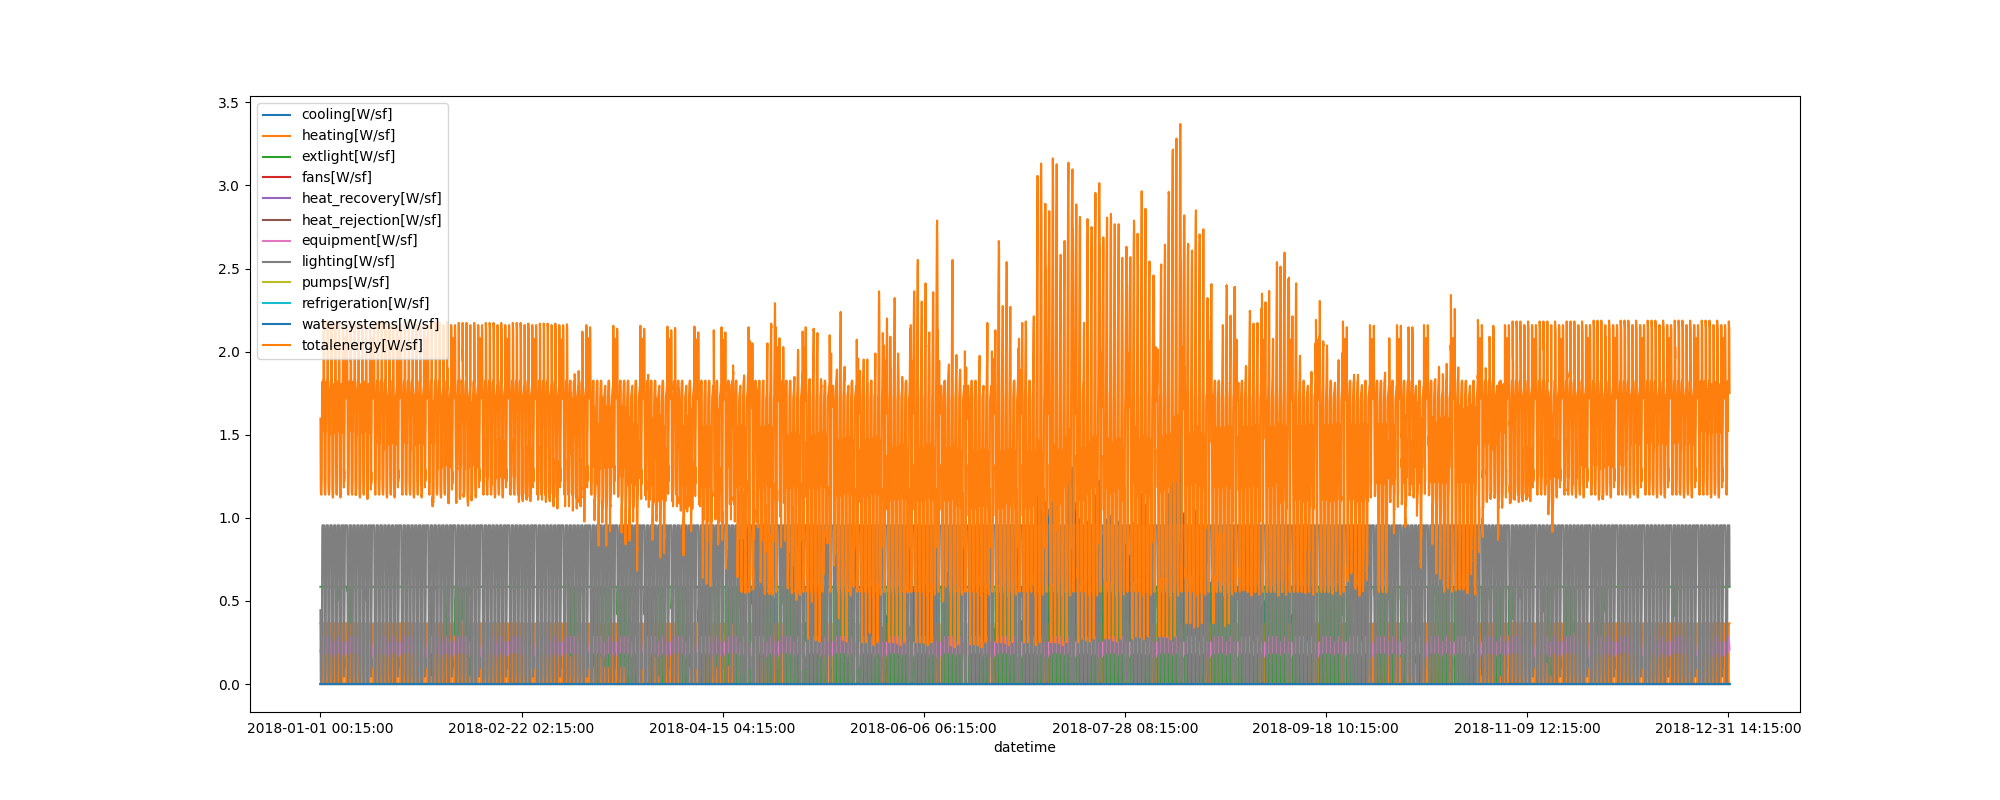 3.5
3.0
2.5
2.0
1.5
1.0
0.5
0.0
cooling[W/sf]
heating[W/sf]
extlight[W/sf]
fans[W/sf]
heat_recovery[W/sf]
heat_rejection[W/sf]
equipment[W/sf]
lighting[W/sf]
pumps[W/sf]
refrigeration[W/sf]
watersystems[W/sf]
totalenergy[W/sf]
2018-01-01 00:15:00 2018-02-22 02:15:00 2018-04-15 04:15:00 2018-06-06 06:15:00 2018-07-28 08:15:00 2018-09-18 10:15:00 2018-11-09 12:15:00 2018-12-31 14:15:00
datetime